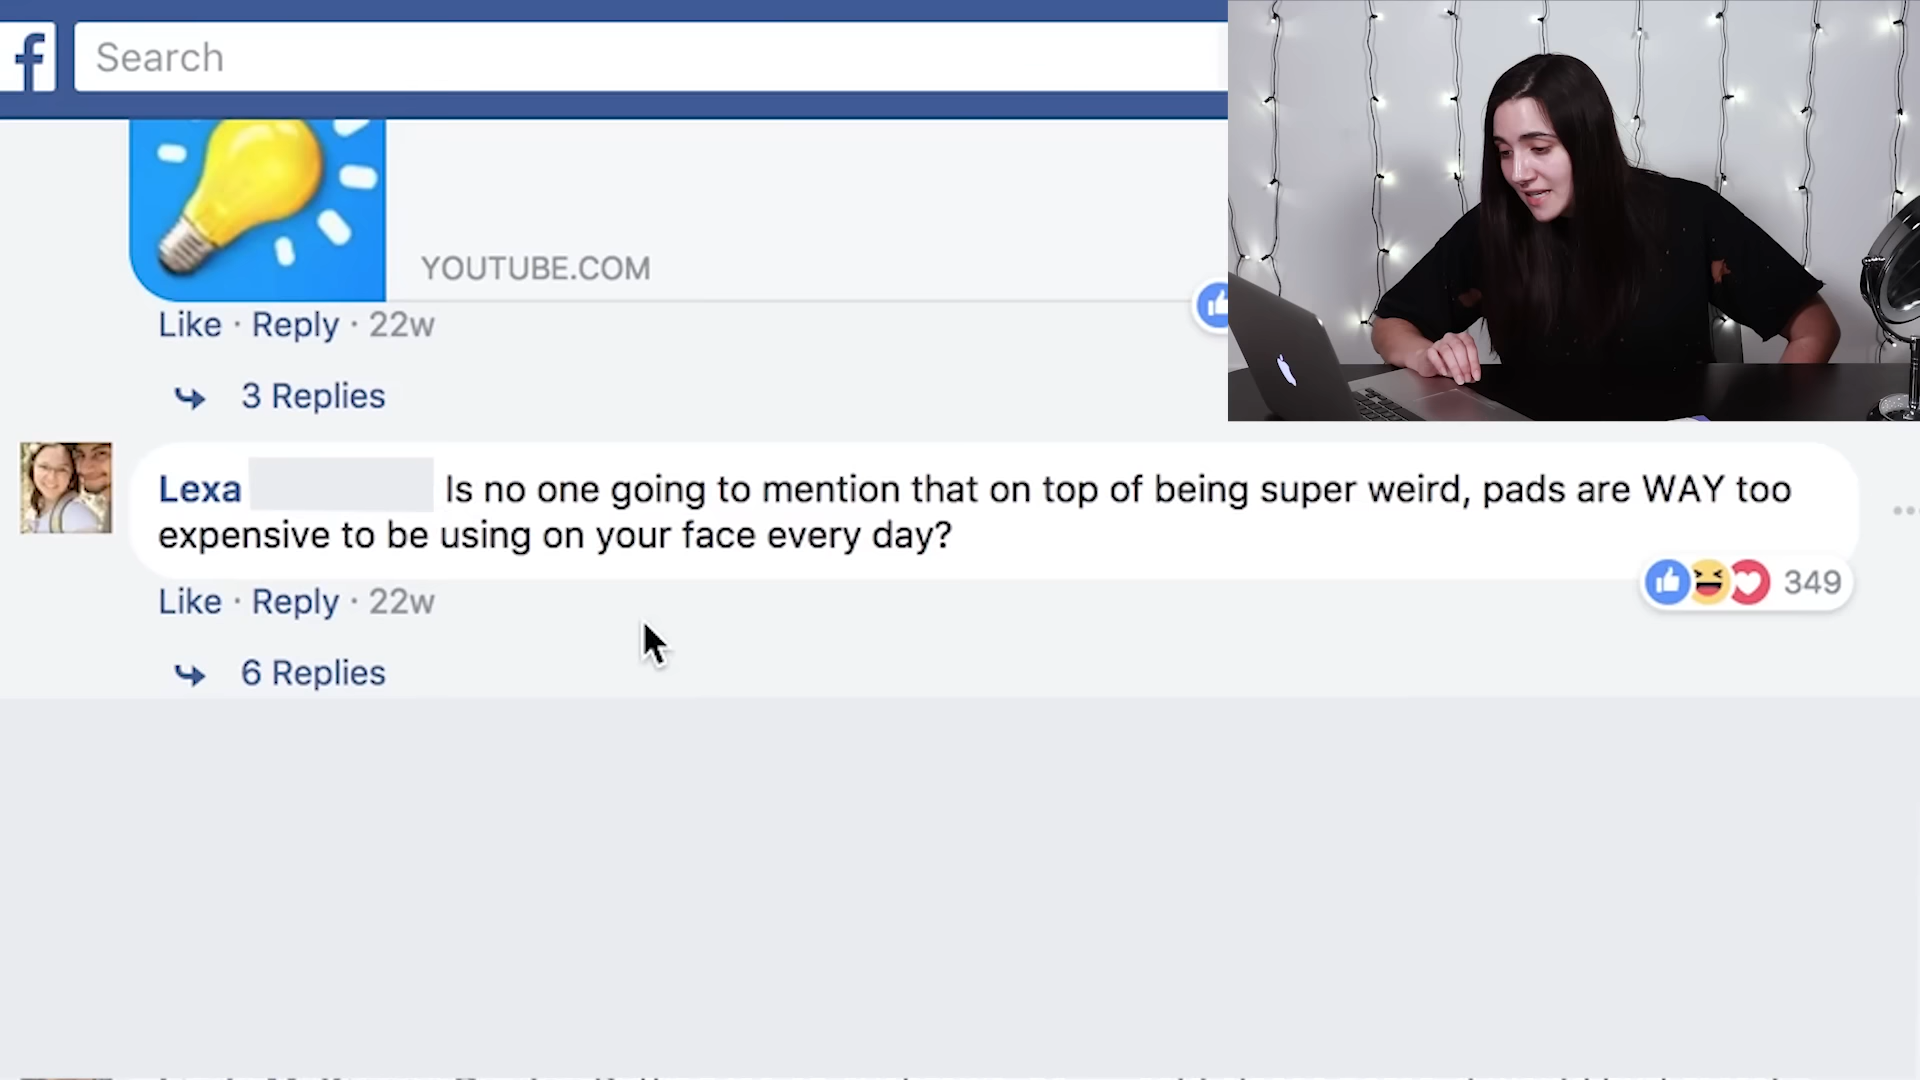 f Search
YOUTUBE.COM
Like · Reply · 22w
3 Replies
Lexa Is no one going to mention that on top of being super weird, pads are WAY too
expensive to be using on your face every day?
349
Like · Reply · 22w
6 Replies